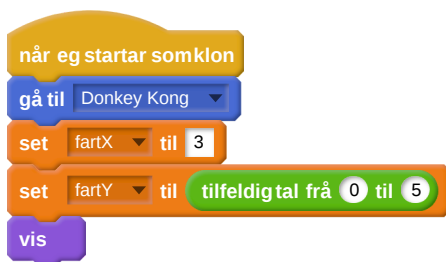 når eg startar som klon
gå til Donkey Kong
set fartX til 3
set fartY til tilfeldig tal frå 0 til 5
vis